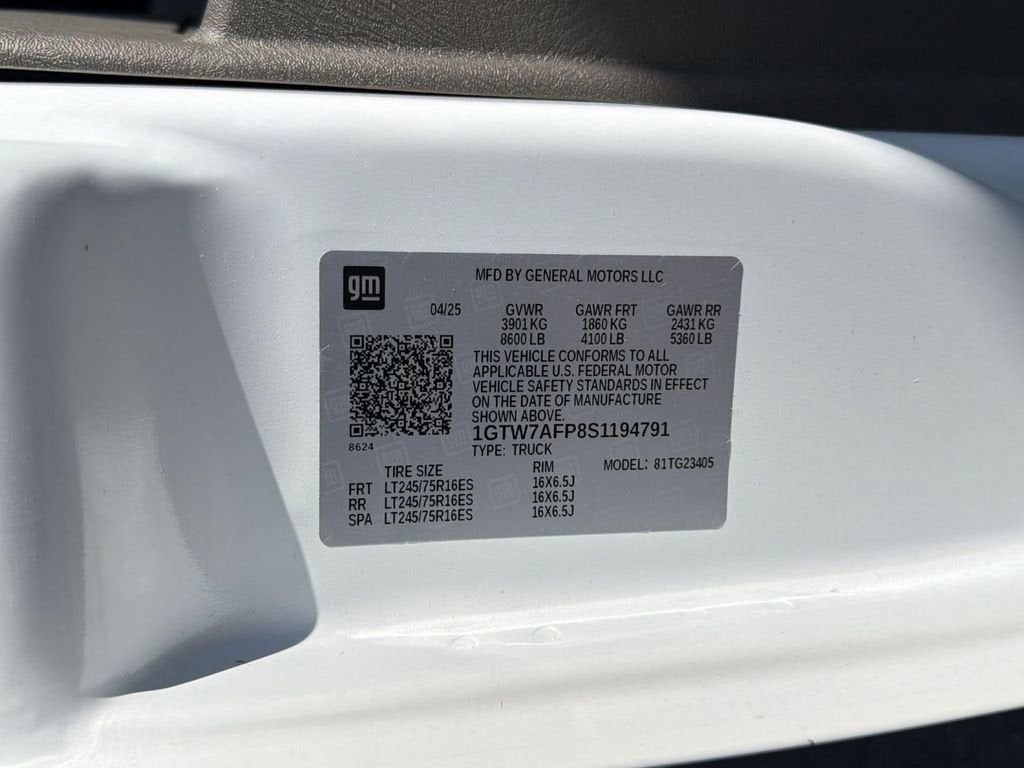 gm
MFD BY GENERAL MOTORS LLC
04/25 GVWR GAWR FRT GAWR RR
3901 KG 1860 KG 2431 KG
8600 LB 4100 LB 5360 LB
THIS VEHICLE CONFORMS TO ALL
APPLICABLE U.S. FEDERAL MOTOR
VEHICLE SAFETY STANDARDS IN EFFECT
ON THE DATE OF MANUFACTURE
SHOWN ABOVE.
1GTW7AFP8S1194791
8624
TYPE: TRUCK
TIRE SIZE RIM MODEL: 81TG23405
FRT LT245/75R16ES 16X6.5J
RR LT245/75R16ES 16X6.5J
SPA LT245/75R16ES 16X6.5J